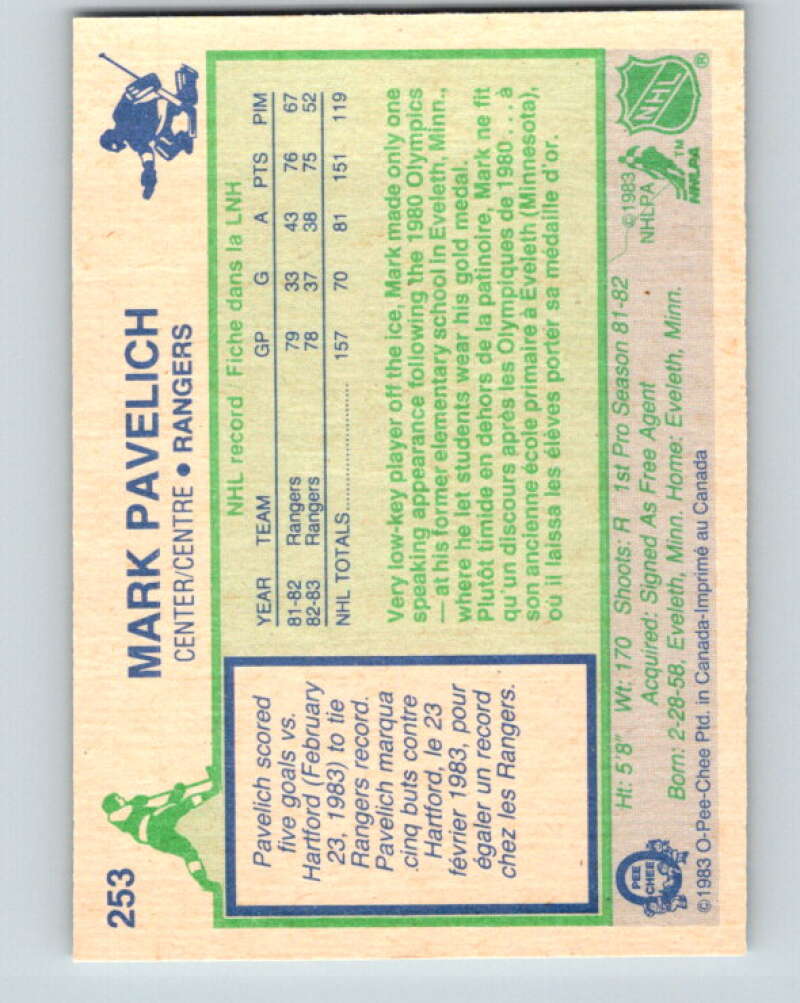 253
MARK PAVELICH
CENTER/CENTRE • RANGERS
Pavelich scored
five goals vs.
Hartford (February
23, 1983) to tie
Rangers record.
Pavelich marqua
cinq buts contre
Hartford, le 23
février 1983, pour
égaler un record
chez les Rangers.
NHL record / Fiche dans la LNH
YEAR TEAM GP G A PTS PIM
81-82 Rangers 79 33 43 76 67
82-83 Rangers 78 37 38 75 52
NHL TOTALS 157 70 81 151 119
Very low-key player off the ice, Mark made only one
speaking appearance following the 1980 Olympics
— at his former elementary school in Eveleth, Minn.,
where he let students wear his gold medal.
Plutôt timide en dehors de la patinoire, Mark ne fit
qu'un discours après les Olympiques de 1980 . . . à
son ancienne école primaire à Eveleth (Minnesota),
où il laissa les élèves porter sa médaille d'or.
Ht: 5'8" Wt: 170 Shoots: R 1st Pro Season 81-82
Acquired: Signed As Free Agent
Born: 2-28-58, Eveleth, Minn. Home: Eveleth, Minn.
©1983 O-Pee-Chee Ptd. in Canada-Imprimé au Canada
O
PEE
CHEE
©1983
NHLPA
NHLPA™
NHL®